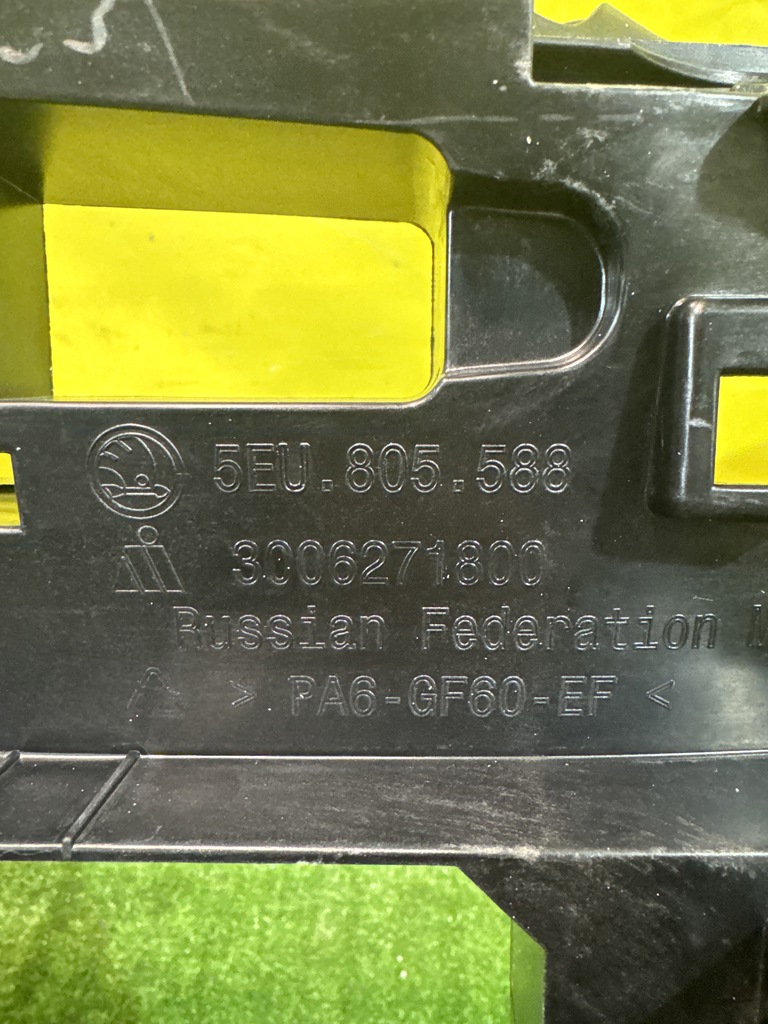 5EU.805.588
3006271800
Russian Federation
> PA6-GF60-EF <